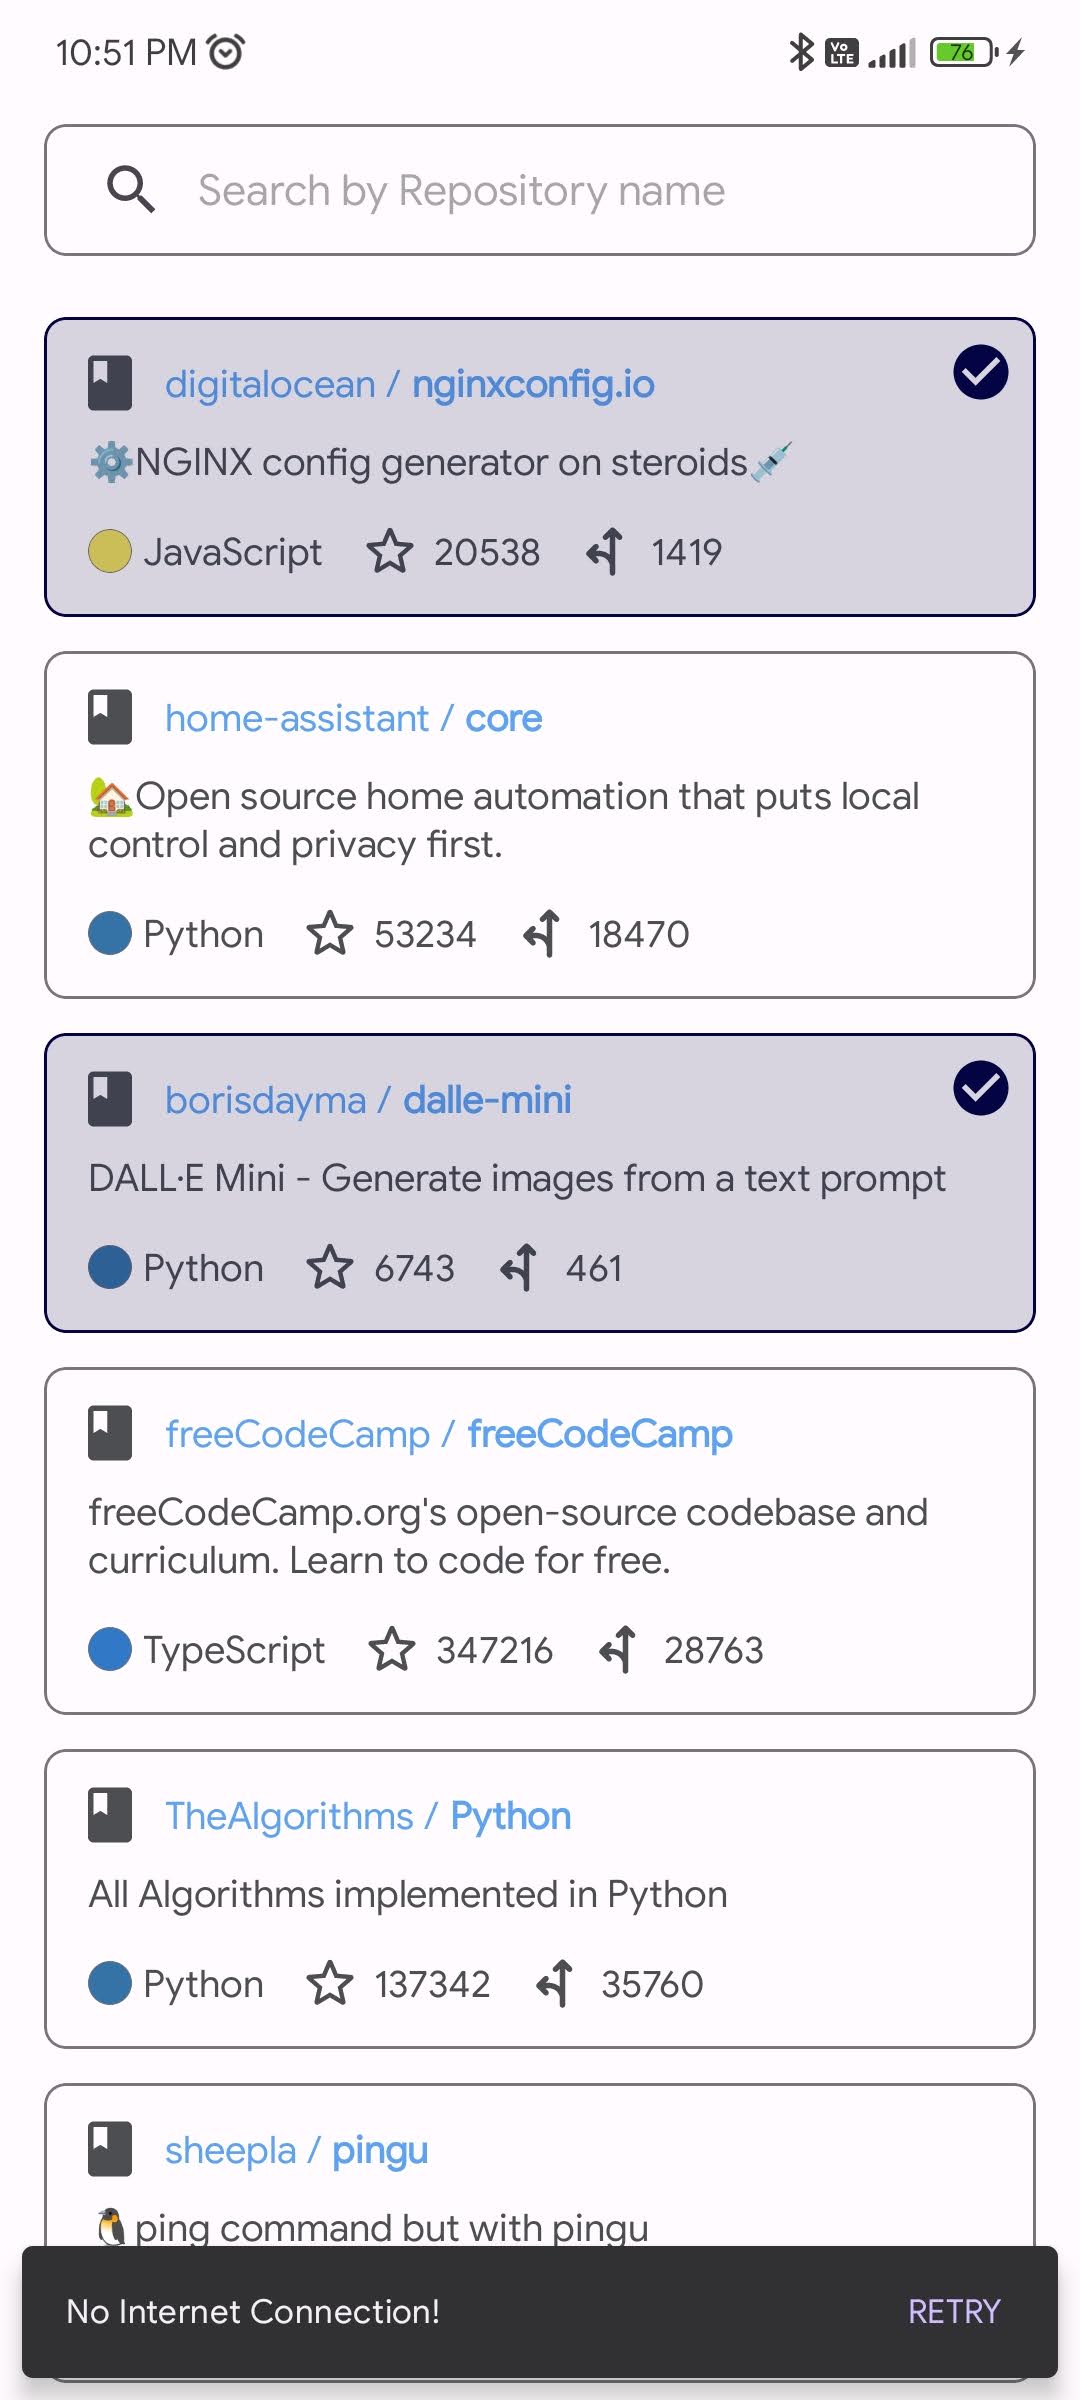 10:51 PM
Vo LTE 76
Search by Repository name
digitalocean / nginxconfig.io
⚙️NGINX config generator on steroids💉
JavaScript 20538 1419
home-assistant / core
🏡Open source home automation that puts local
control and privacy first.
Python 53234 18470
borisdayma / dalle-mini
DALL·E Mini - Generate images from a text prompt
Python 6743 461
freeCodeCamp / freeCodeCamp
freeCodeCamp.org's open-source codebase and
curriculum. Learn to code for free.
TypeScript 347216 28763
TheAlgorithms / Python
All Algorithms implemented in Python
Python 137342 35760
sheepla / pingu
🐧ping command but with pingu
No Internet Connection! RETRY